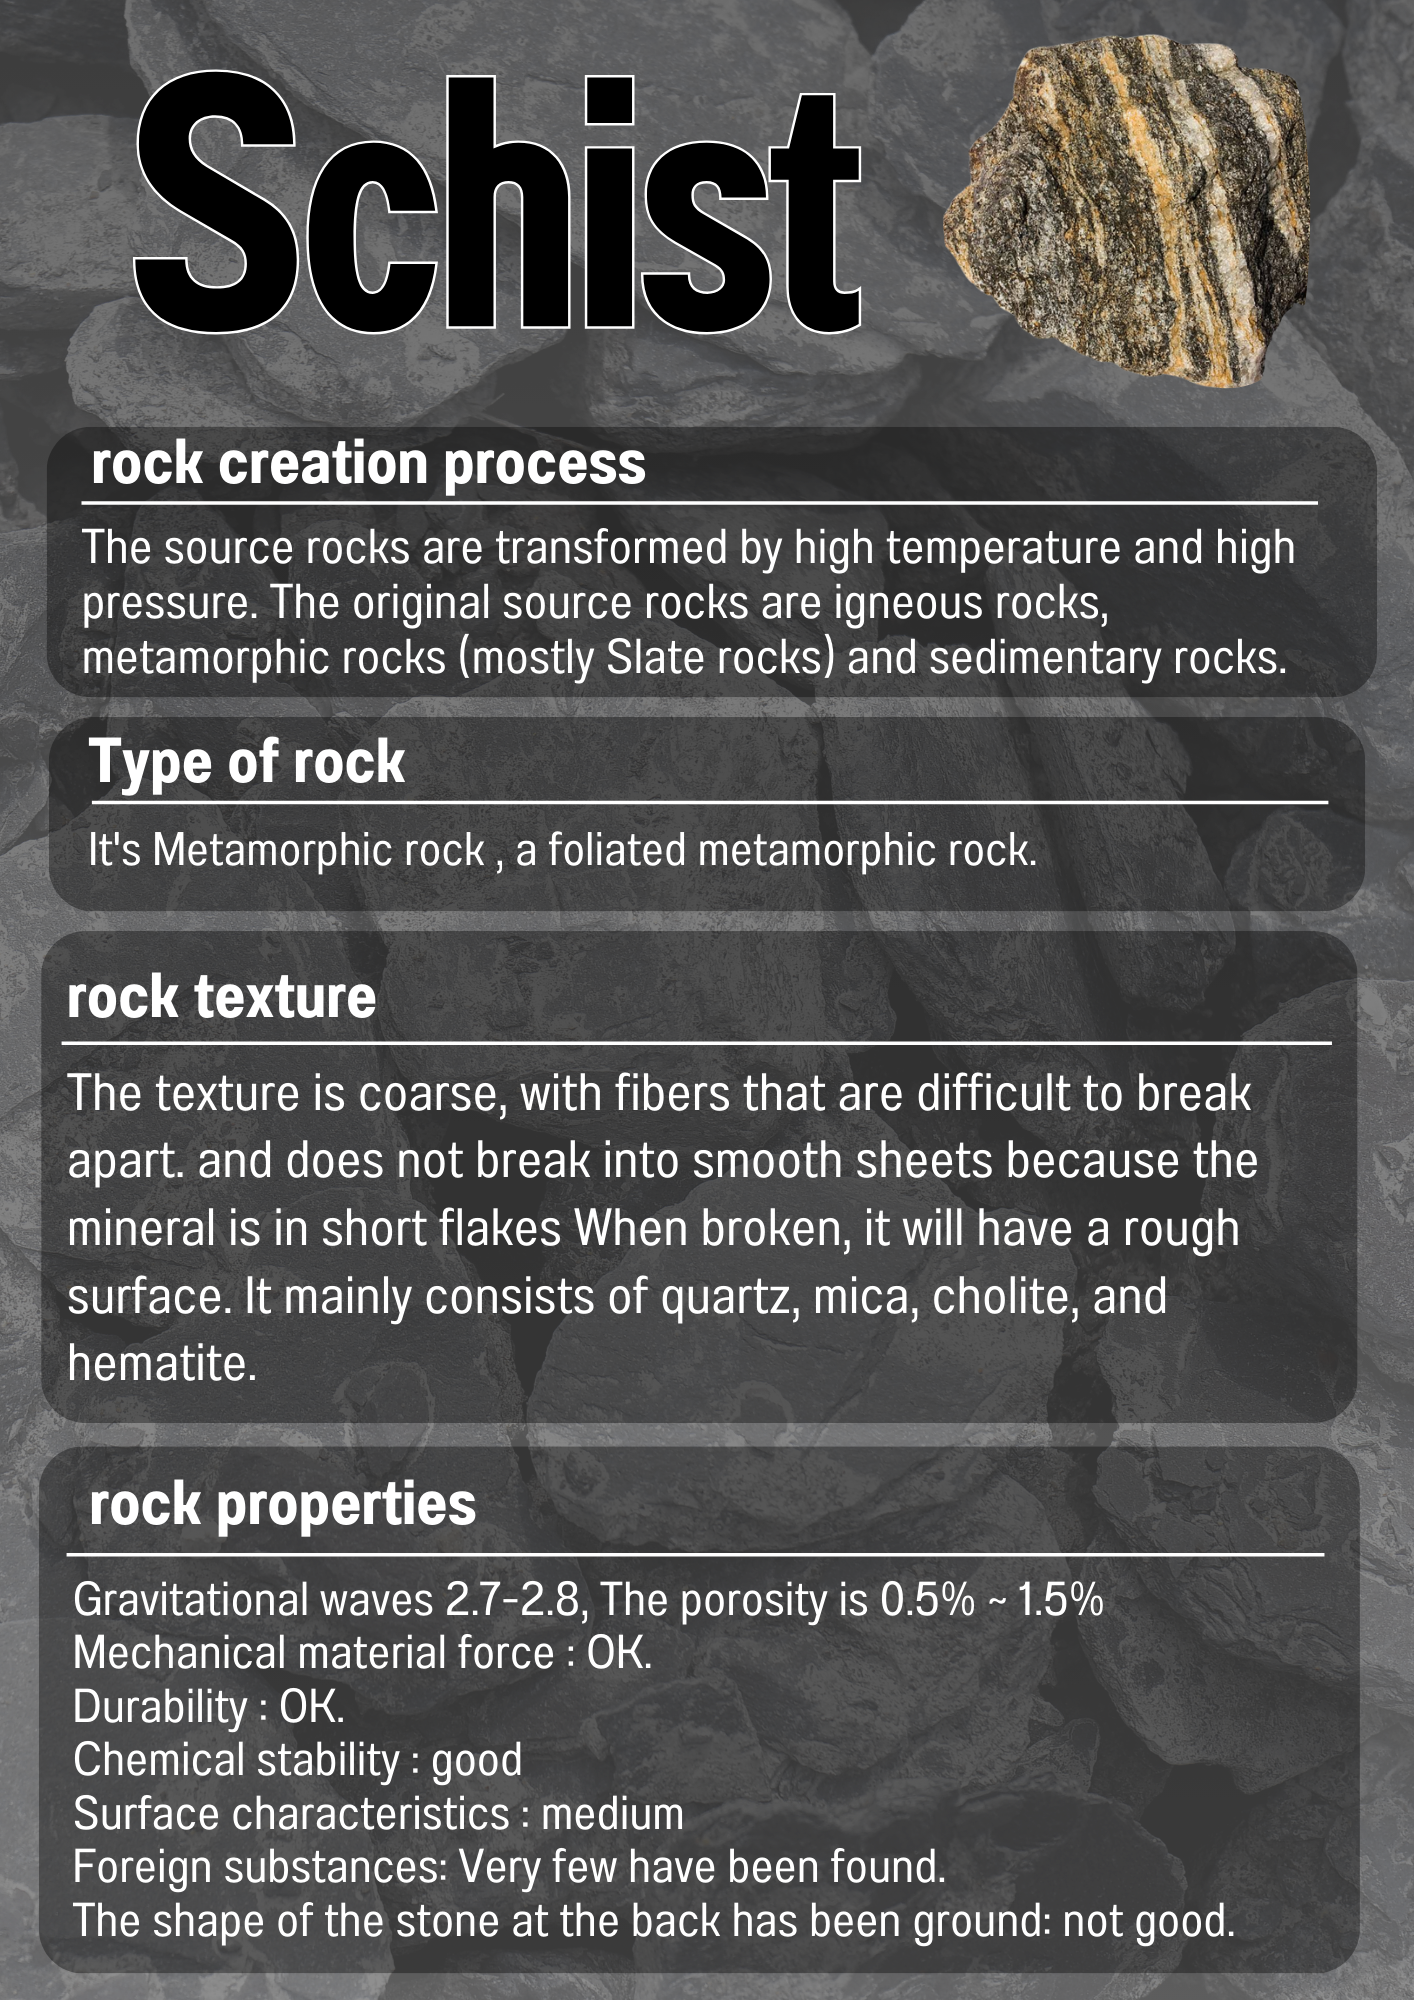 Schist
rock creation process
The source rocks are transformed by high temperature and high
pressure. The original source rocks are igneous rocks,
metamorphic rocks (mostly Slate rocks) and sedimentary rocks.
Type of rock
It's Metamorphic rock , a foliated metamorphic rock.
rock texture
The texture is coarse, with fibers that are difficult to break
apart. and does not break into smooth sheets because the
mineral is in short flakes When broken, it will have a rough
surface. It mainly consists of quartz, mica, cholite, and
hematite.
rock properties
Gravitational waves 2.7-2.8, The porosity is 0.5% ~ 1.5%
Mechanical material force : OK.
Durability : OK.
Chemical stability : good
Surface characteristics : medium
Foreign substances: Very few have been found.
The shape of the stone at the back has been ground: not good.